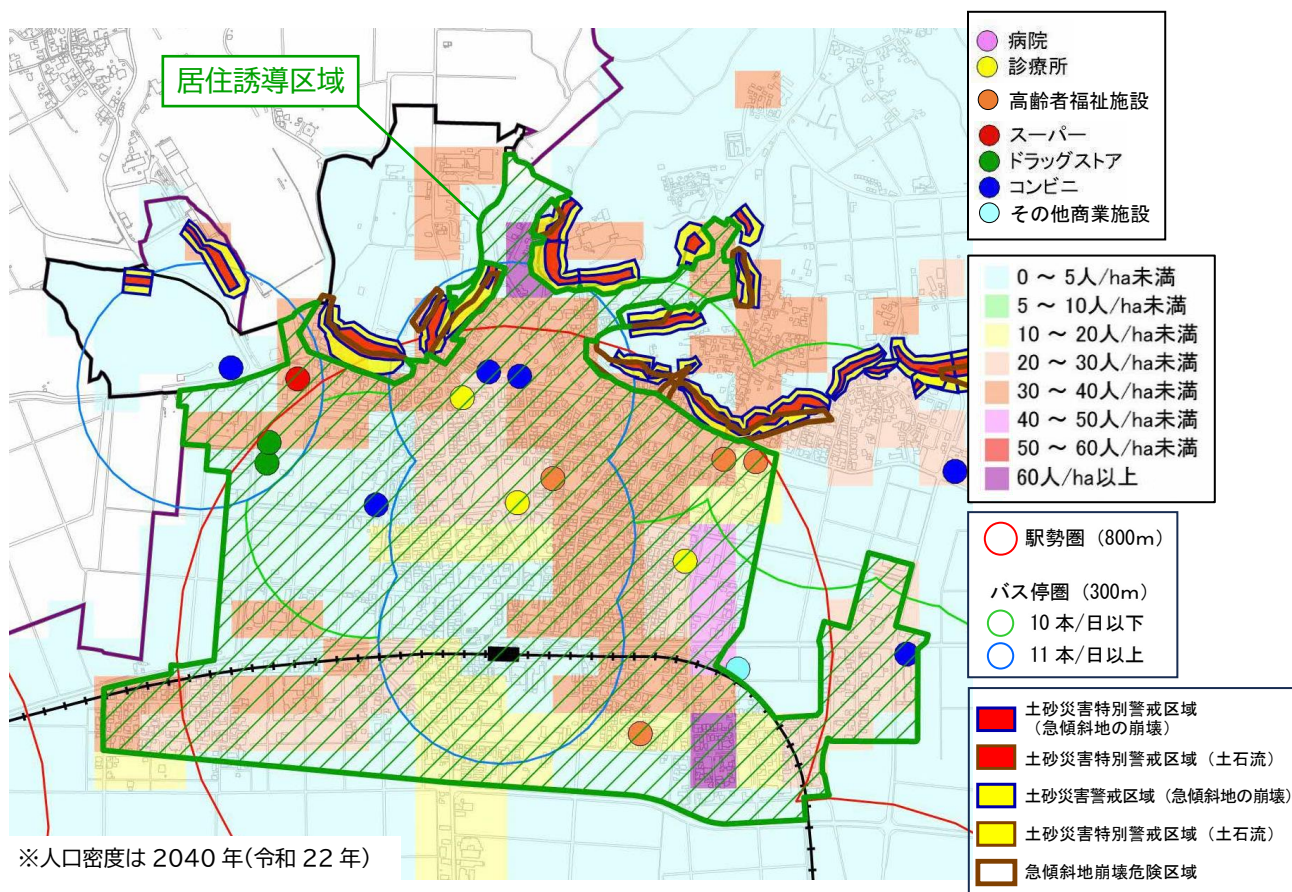 居住誘導区域
病院
診療所
高齢者福祉施設
スーパー
ドラッグストア
コンビニ
その他商業施設
0 ～ 5人/ha未満
5 ～ 10人/ha未満
10 ～ 20人/ha未満
20 ～ 30人/ha未満
30 ～ 40人/ha未満
40 ～ 50人/ha未満
50 ～ 60人/ha未満
60人/ha以上
駅勢圏（800m）
バス停圏（300m）
10 本/日以下
11 本/日以上
土砂災害特別警戒区域
（急傾斜地の崩壊）
土砂災害特別警戒区域（土石流）
土砂災害警戒区域（急傾斜地の崩壊）
土砂災害特別警戒区域（土石流）
急傾斜地崩壊危険区域
※人口密度は 2040 年(令和 22 年)